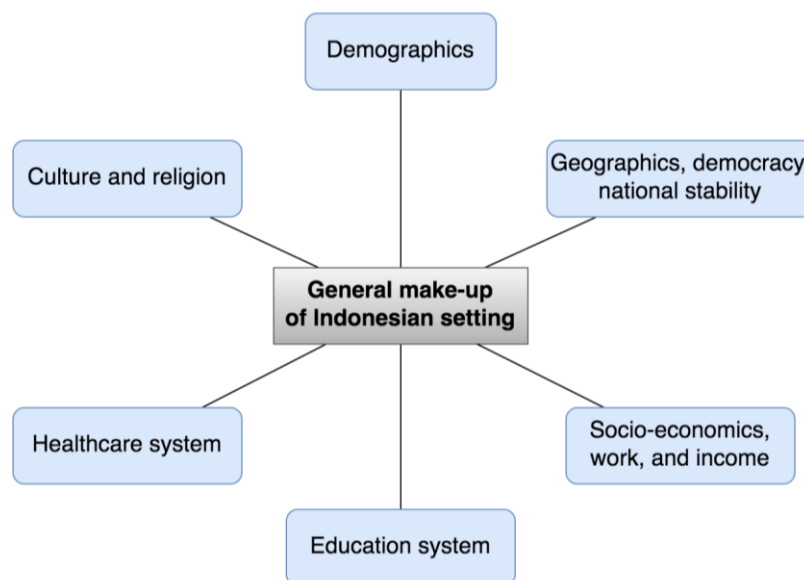 Demographics
Culture and religion
Geographics, democracy
national stability
General make-up
of Indonesian setting
Healthcare system
Socio-economics,
work, and income
Education system